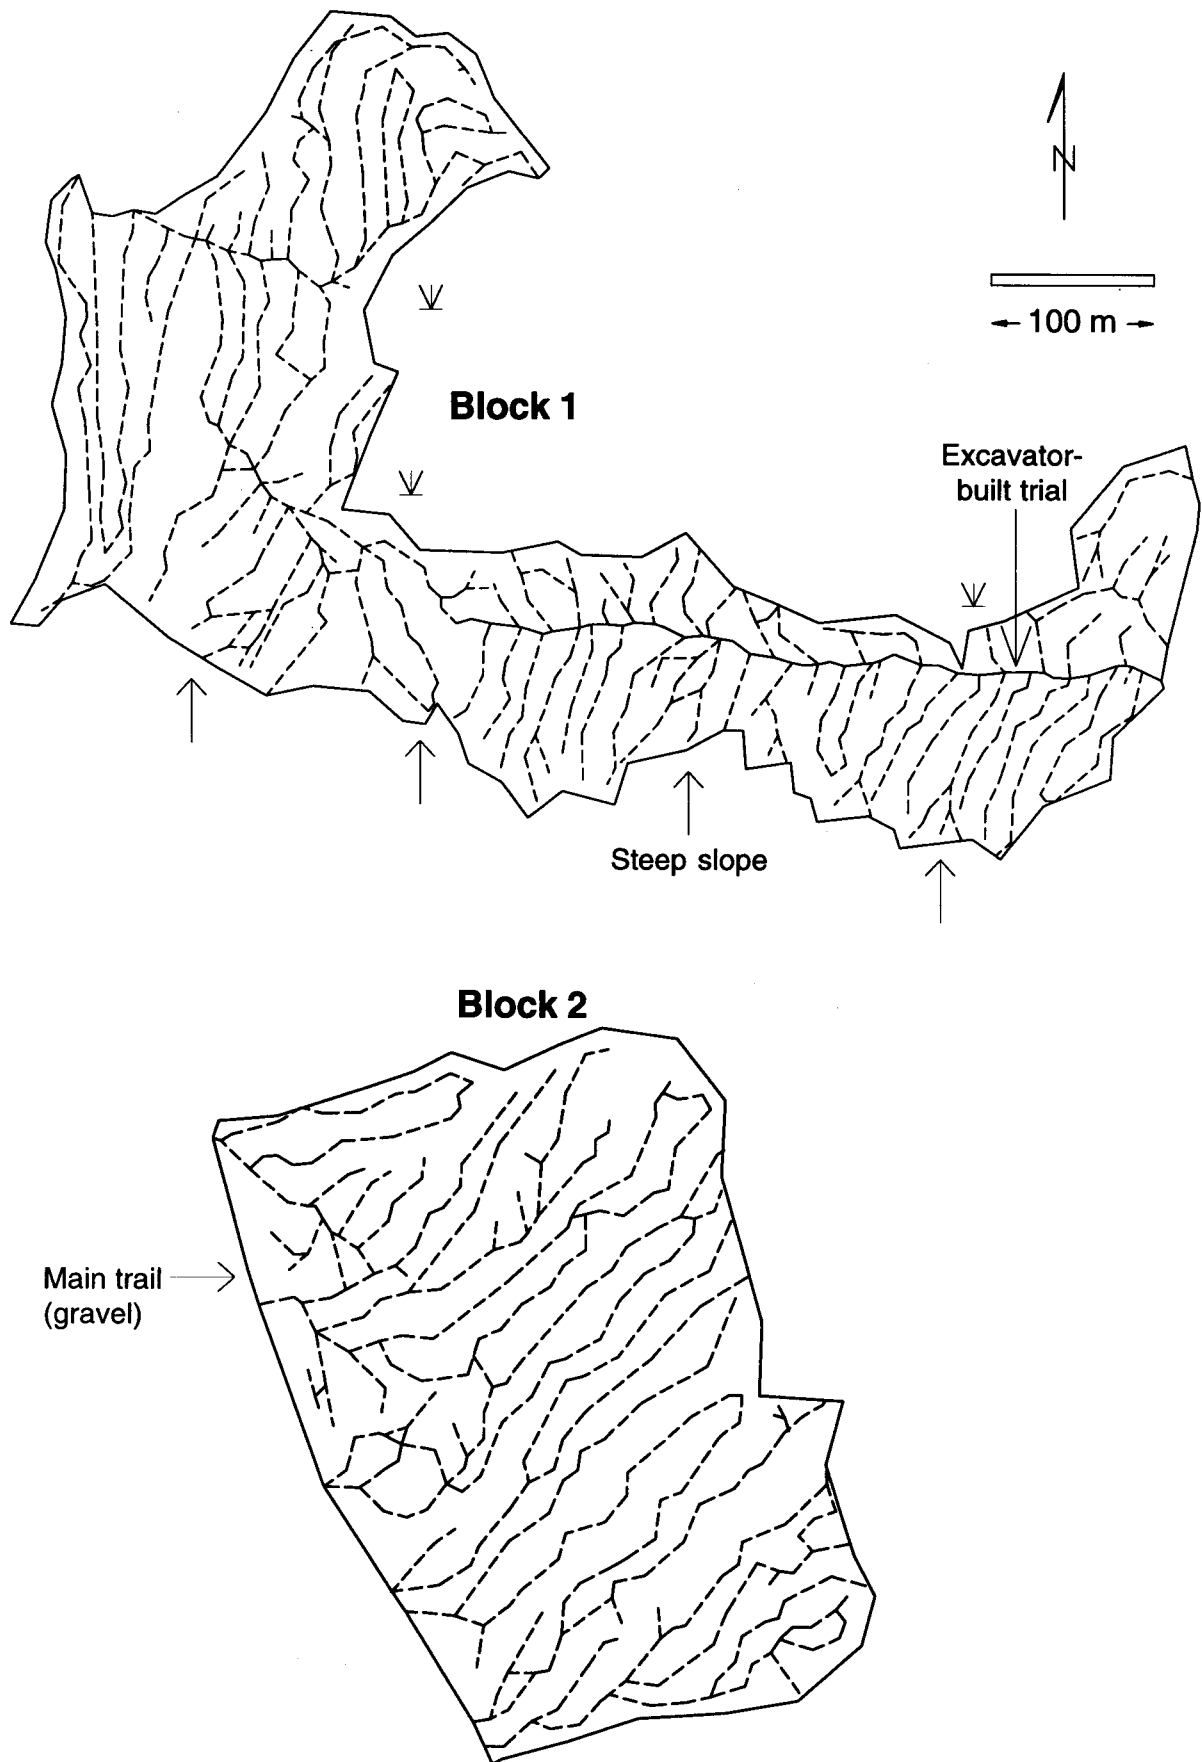 N
100 m
Block 1
Excavator-
built trial
Steep slope
Block 2
Main trail
(gravel)